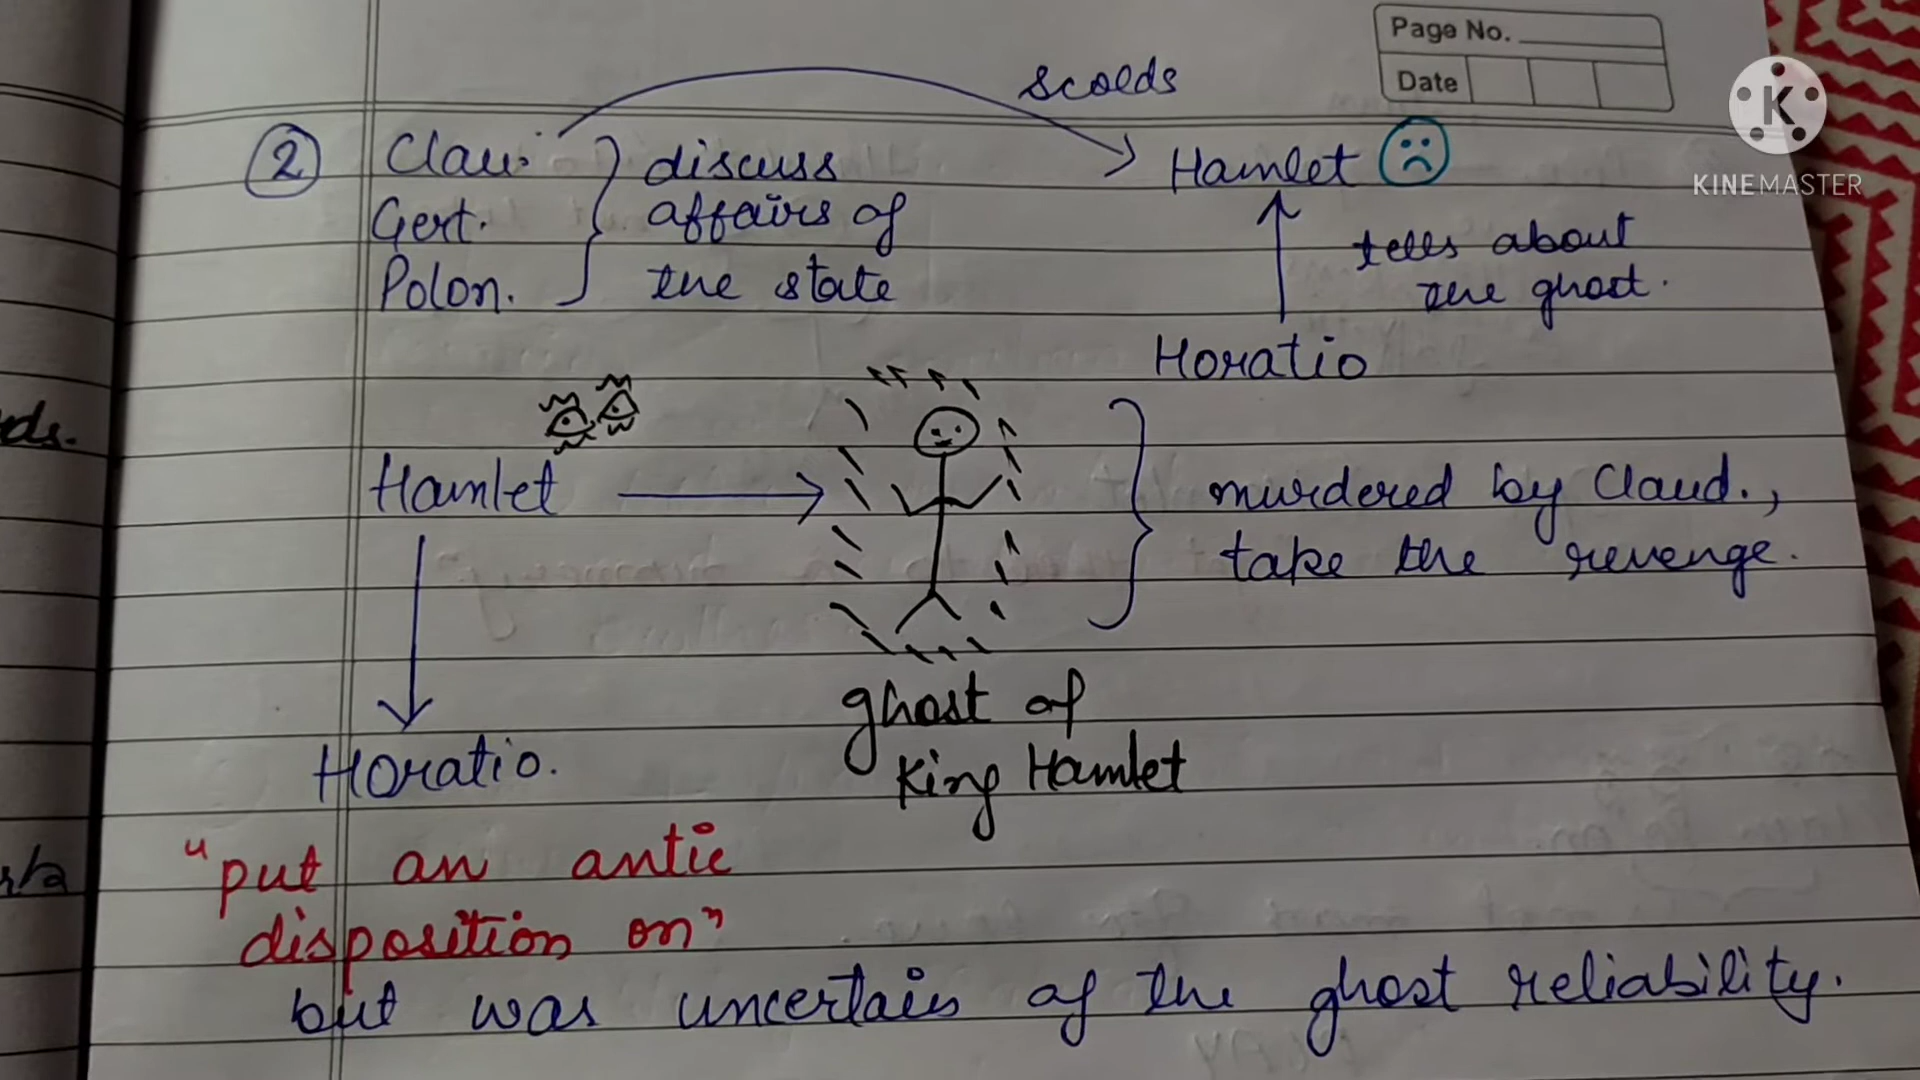 Page No.
Date
K
KINEMASTER
scolds
② Clau. } discuss
Gert. affairs of
Polon. the state
Hamlet
tells about
the ghost.
Horatio
Hamlet
murdered by Claud.,
take the revenge.
ghost of
King Hamlet
Horatio.
"put an antic
disposition on"
but was uncertain of the ghost reliability.
ds.